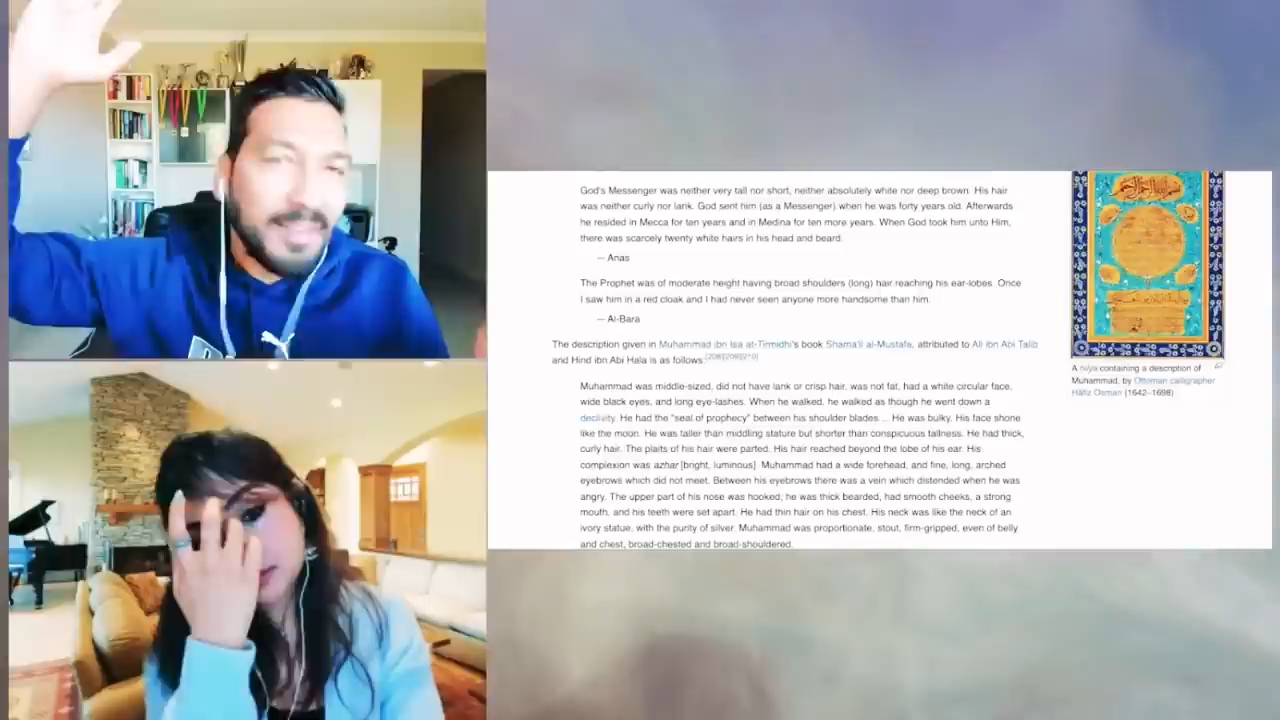 God's Messenger was neither very tall nor short, neither absolutely white nor deep brown. His hair
was neither curly nor lank. God sent him (as a Messenger) when he was forty years old. Afterwards
he resided in Mecca for ten years and in Medina for ten more years. When God took him unto Him,
there was scarcely twenty white hairs in his head and beard.
— Anas
The Prophet was of moderate height having broad shoulders (long) hair reaching his ear-lobes. Once
I saw him in a red cloak and I had never seen anyone more handsome than him.
— Al-Bara
The description given in Muhammad ibn Isa at-Tirmidhi's book Shama'il al-Mustafa, attributed to Ali ibn Abi Talib
and Hind ibn Abi Hala is as follows:[208][209][210]
Muhammad was middle-sized, did not have lank or crisp hair, was not fat, had a white circular face,
wide black eyes, and long eye-lashes. When he walked, he walked as though he went down a
declivity. He had the "seal of prophecy" between his shoulder blades ... He was bulky. His face shone
like the moon. He was taller than middling stature but shorter than conspicuous tallness. He had thick,
curly hair. The plaits of his hair were parted. His hair reached beyond the lobe of his ear. His
complexion was azhar [bright, luminous]. Muhammad had a wide forehead, and fine, long, arched
eyebrows which did not meet. Between his eyebrows there was a vein which distended when he was
angry. The upper part of his nose was hooked; he was thick bearded, had smooth cheeks, a strong
mouth, and his teeth were set apart. He had thin hair on his chest. His neck was like the neck of an
ivory statue, with the purity of silver. Muhammad was proportionate, stout, firm-gripped, even of belly
and chest, broad-chested and broad-shouldered.
A hilya containing a description of
Muhammad, by Ottoman calligrapher
Hâfiz Osman (1642–1698)